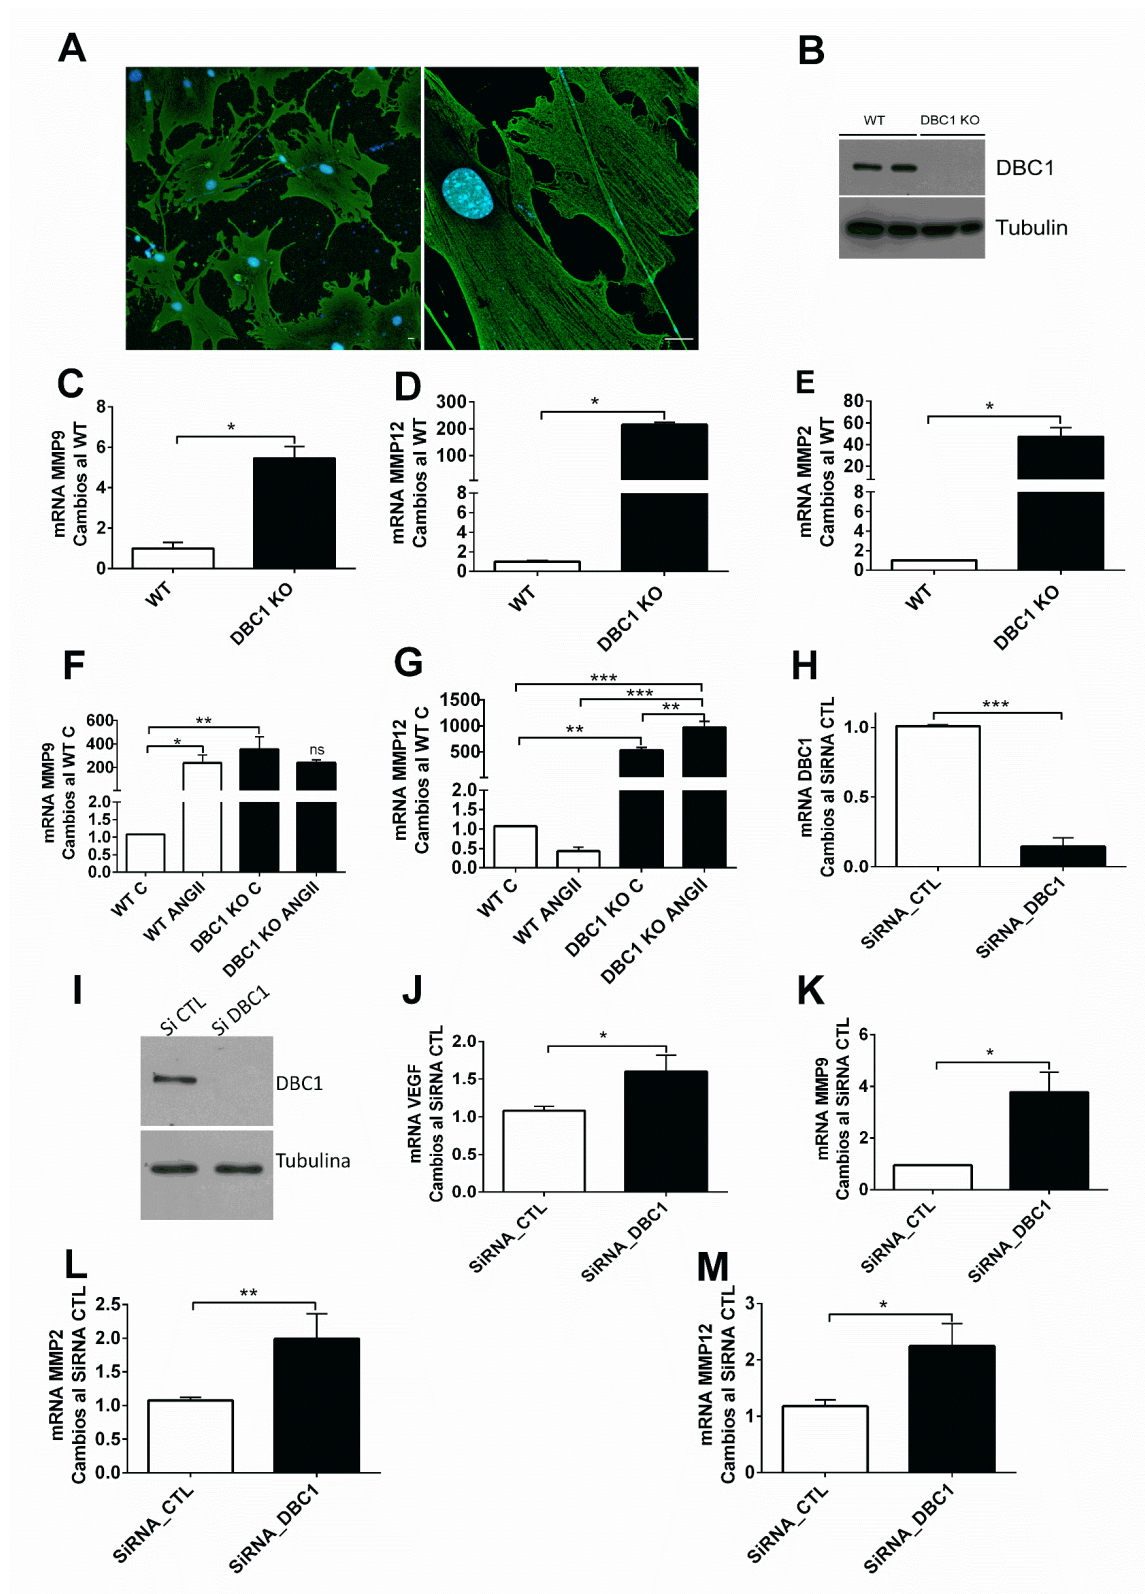 A
B
WT DBC1 KO
DBC1
Tubulin
C
mRNA MMP9
Cambios al WT
8
6
4
2
0
*
WT
DBC1 KO
D
mRNA MMP12
Cambios al WT
300
200
100
8
6
4
2
0
*
WT
DBC1 KO
E
mRNA MMP2
Cambios al WT
80
60
40
20
8
6
4
2
0
*
WT
DBC1 KO
F
mRNA MMP9
Cambios al WT C
600
400
200
2.0
1.5
1.0
0.5
0.0
**
*
ns
WT C
WT ANGII
DBC1 KO C
DBC1 KO ANGII
G
mRNA MMP12
Cambios al WT C
1500
1000
500
2.0
1.5
1.0
0.5
0.0
***
***
**
**
WT C
WT ANGII
DBC1 KO C
DBC1 KO ANGII
H
mRNA DBC1
Cambios al SiRNA CTL
1.0
0.5
0.0
***
SiRNA_CTL
SiRNA_DBC1
I
Si CTL
Si DBC1
DBC1
Tubulina
J
mRNA VEGF
Cambios al SiRNA CTL
2.0
1.5
1.0
0.5
0.0
*
SiRNA_CTL
SiRNA_DBC1
K
mRNA MMP9
Cambios al SiRNA CTL
6
4
2
0
*
SiRNA_CTL
SiRNA_DBC1
L
mRNA MMP2
Cambios al SiRNA CTL
2.5
2.0
1.5
1.0
0.5
0.0
**
SiRNA_CTL
SiRNA_DBC1
M
mRNA MMP12
Cambios al SiRNA CTL
3
2
1
0
*
SiRNA_CTL
SiRNA_DBC1